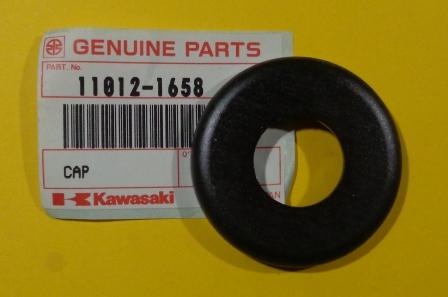 GENUINE PARTS
PART. No.
11012-1658
CAP
Kawasaki